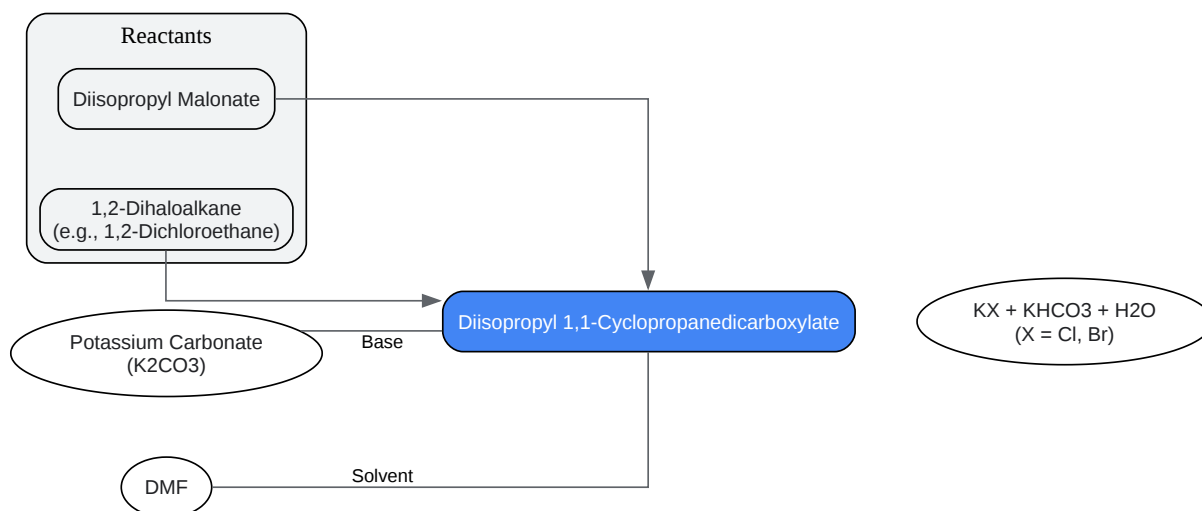 Reactants
Diisopropyl Malonate
1,2-Dihaloalkane
(e.g., 1,2-Dichloroethane)
Diisopropyl 1,1-Cyclopropanedicarboxylate
KX + KHCO3 + H2O
(X = Cl, Br)
Potassium Carbonate
(K2CO3)
Base
DMF
Solvent